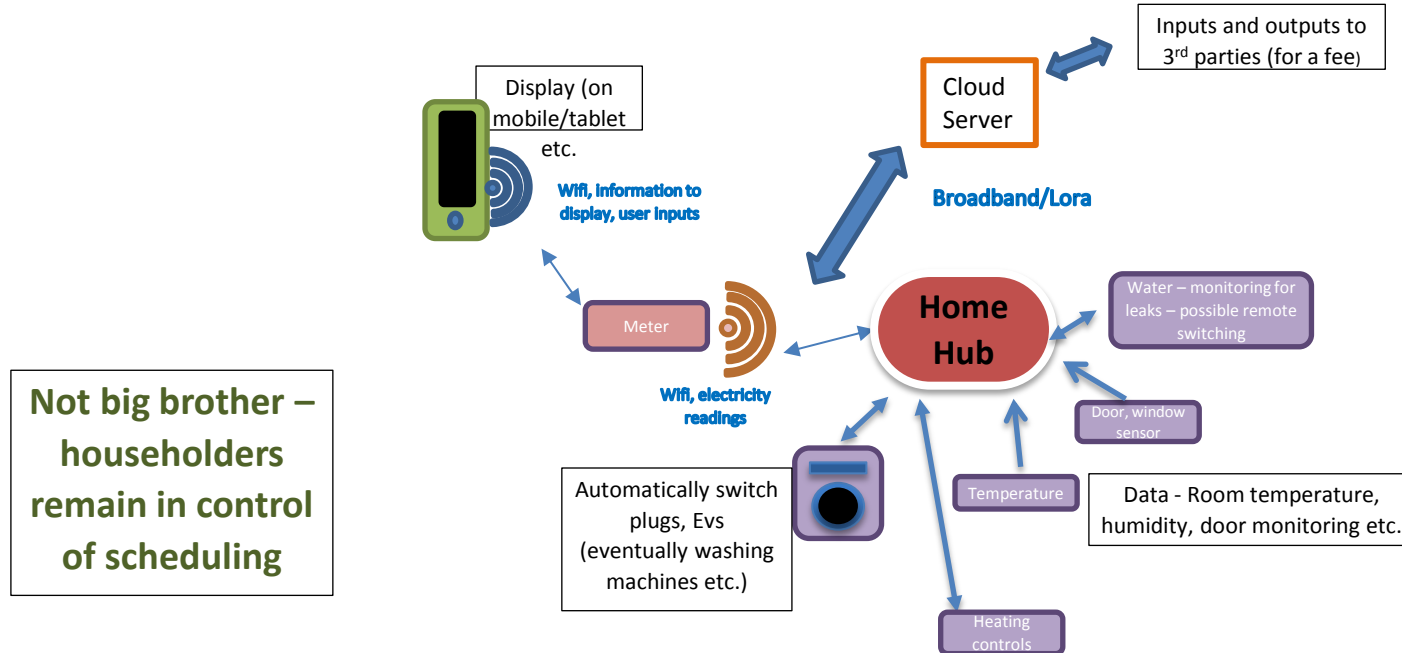 Inputs and outputs to
3rd parties (for a fee)
Cloud
Server
Display (on
mobile/tablet
etc.
Wifi, information to
display, user inputs
Broadband/Lora
Meter
Home
Hub
Water – monitoring for
leaks – possible remote
switching
Wifi, electricity
readings
Not big brother –
householders
remain in control
of scheduling
Door, window
sensor
Automatically switch
plugs, Evs
(eventually washing
machines etc.)
Temperature
Data - Room temperature,
humidity, door monitoring etc.
Heating
controls